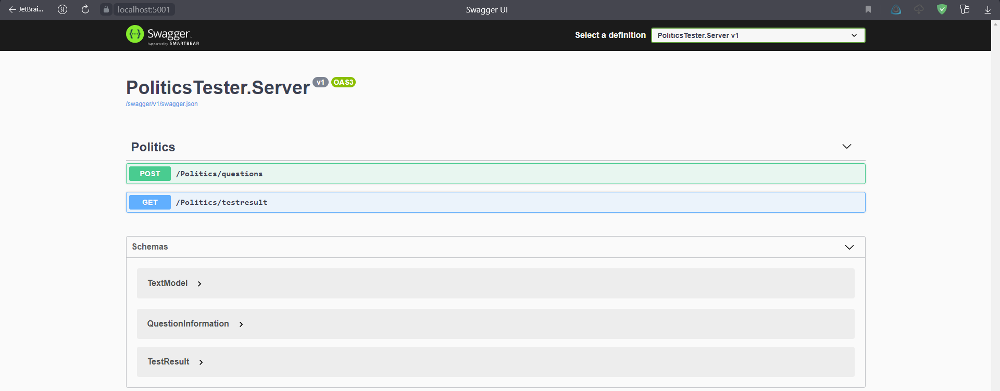 JetBrai...
Я
localhost:5001
Swagger UI
Swagger
Supported by SMARTBEAR
Select a definition
PoliticsTester.Server v1
PoliticsTester.Server v1 OAS3
/swagger/v1/swagger.json
Politics
POST /Politics/questions
GET /Politics/testresult
Schemas
TextModel
QuestionInformation
TestResult